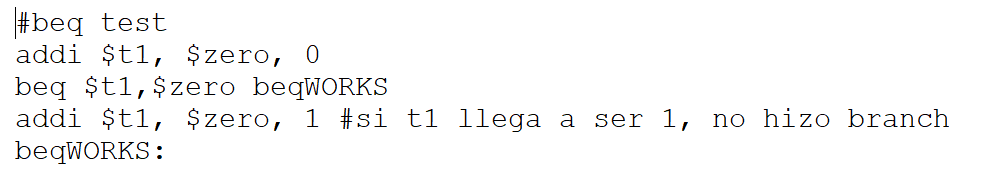 #beq test
addi $t1, $zero, 0
beq $t1,$zero beqWORKS
addi $t1, $zero, 1 #si t1 llega a ser 1, no hizo branch
beqWORKS: